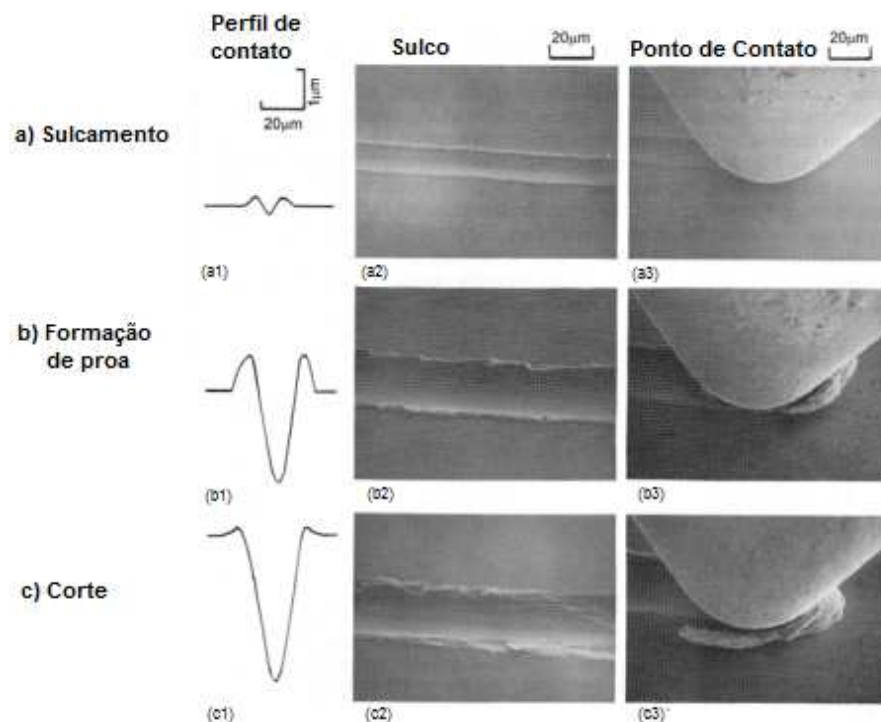 Perfil de
contato
Sulco
20µm
Ponto de Contato
20µm
1µm
20µm
a) Sulcamento
(a1)
(a2)
(a3)
b) Formação
de proa
(b1)
(b2)
(b3)
c) Corte
(c1)
(c2)
(c3)